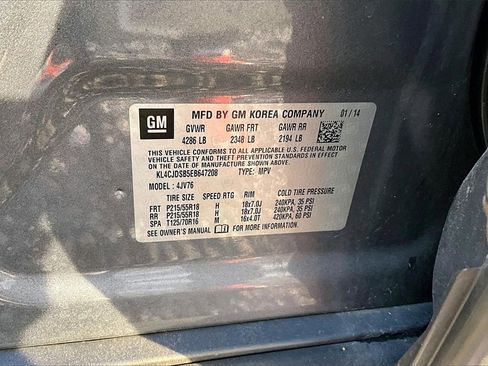 GM
MFD BY GM KOREA COMPANY 01/14
GVWR GAWR FRT GAWR RR
4286 LB 2348 LB 2194 LB
THIS VEHICLE CONFORMS TO ALL APPLICABLE U.S. FEDERAL MOTOR
VEHICLE SAFETY AND THEFT PREVENTION STANDARDS IN EFFECT
ON THE DATE OF MANUFACTURE SHOWN ABOVE.
KL4CJDSB5EB647208 TYPE: MPV
MODEL: 4JV76
TIRE SIZE SPEED RTG RIM COLD TIRE PRESSURE
FRT P215/55R18 H 18x7.0J 240KPA, 35 PSI
RR P215/55R18 H 18x7.0J 240KPA, 35 PSI
SPA T125/70R16 M 16x4.0T 420KPA, 60 PSI
SEE OWNER'S MANUAL FOR MORE INFORMATION.